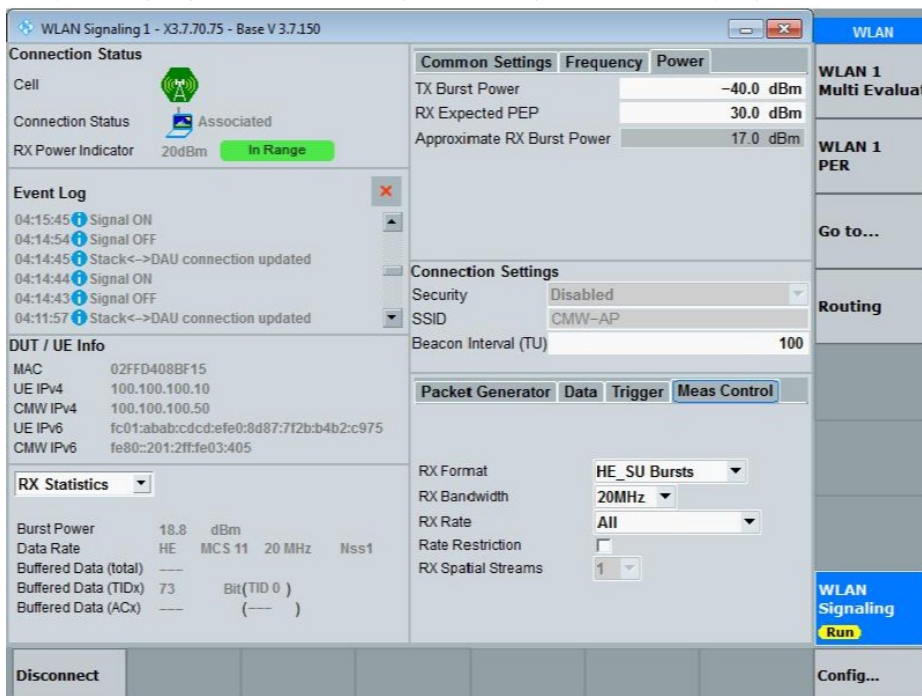 WLAN Signaling 1 - X3.7.70.75 - Base V 3.7.150
Connection Status
Cell
Connection Status Associated
RX Power Indicator 20dBm In Range
Event Log
04:15:45 Signal ON
04:14:54 Signal OFF
04:14:45 Stack<-->DAU connection updated
04:14:44 Signal ON
04:14:43 Signal OFF
04:11:57 Stack<-->DAU connection updated
DUT / UE Info
MAC 02FFD408BF15
UE IPv4 100.100.100.10
CMW IPv4 100.100.100.50
UE IPv6 fc01:abab:cdcd:efe0:8d87:7f2b:b4b2:c975
CMW IPv6 fe80::201:2ff:fe03:405
RX Statistics
Burst Power 18.8 dBm
Data Rate HE MCS 11 20 MHz Nss1
Buffered Data (total) ---
Buffered Data (TIDx) 73 Bit(TID 0 )
Buffered Data (ACx) --- (--- )
Common Settings Frequency Power
TX Burst Power -40.0 dBm
RX Expected PEP 30.0 dBm
Approximate RX Burst Power 17.0 dBm
Connection Settings
Security Disabled
SSID CMW-AP
Beacon Interval (TU) 100
Packet Generator Data Trigger Meas Control
RX Format HE_SU Bursts
RX Bandwidth 20MHz
RX Rate All
Rate Restriction
RX Spatial Streams 1
WLAN
WLAN 1
Multi Evaluat
WLAN 1
PER
Go to...
Routing
WLAN
Signaling
Run
Disconnect
Config...